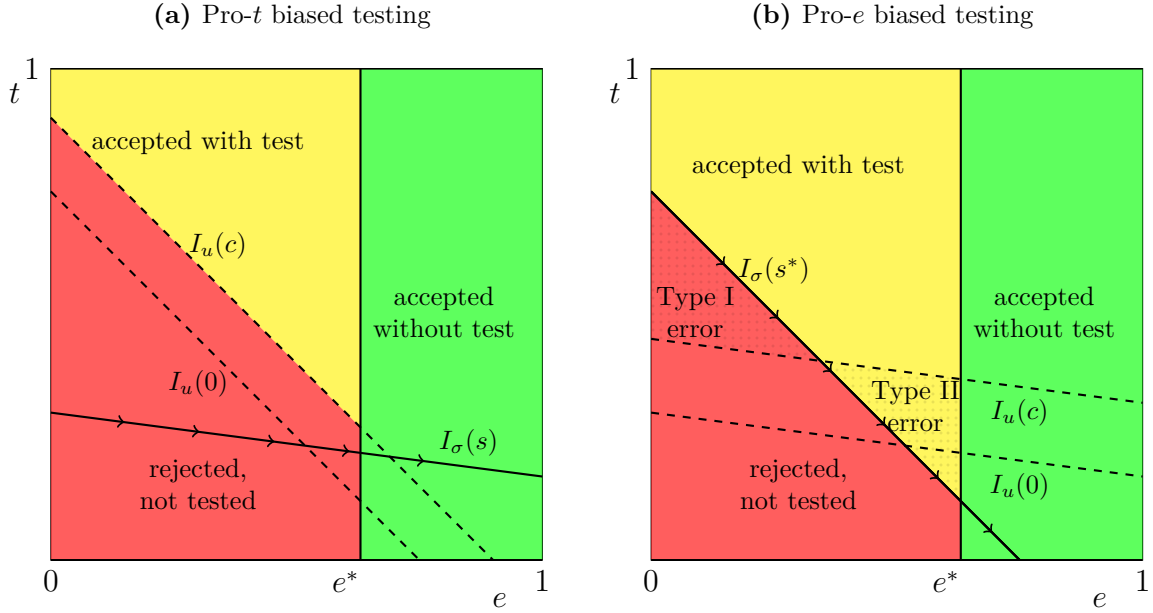 (a) Pro-t biased testing
1
t
accepted with test
I_u(c)
accepted
without test
I_u(0)
I_σ(s)
rejected,
not tested
0
e*
e
1
(b) Pro-e biased testing
1
t
accepted with test
I_σ(s*)
Type I
error
accepted
without test
Type II
error
I_u(c)
rejected,
not tested
I_u(0)
0
e*
e
1